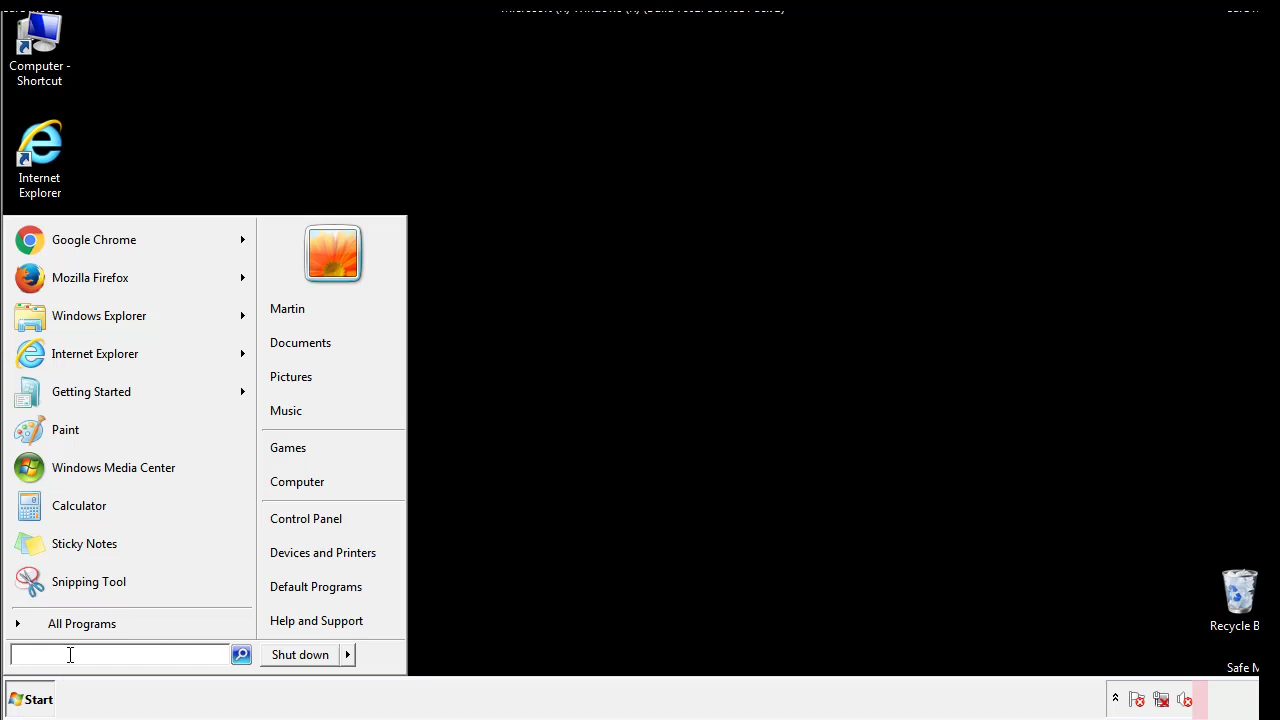 Computer -
Shortcut
Internet
Explorer
Google Chrome
Mozilla Firefox
Windows Explorer
Internet Explorer
Getting Started
Paint
Windows Media Center
Calculator
Sticky Notes
Snipping Tool
All Programs
Martin
Documents
Pictures
Music
Games
Computer
Control Panel
Devices and Printers
Default Programs
Help and Support
Shut down
Recycle B
Safe M
Start